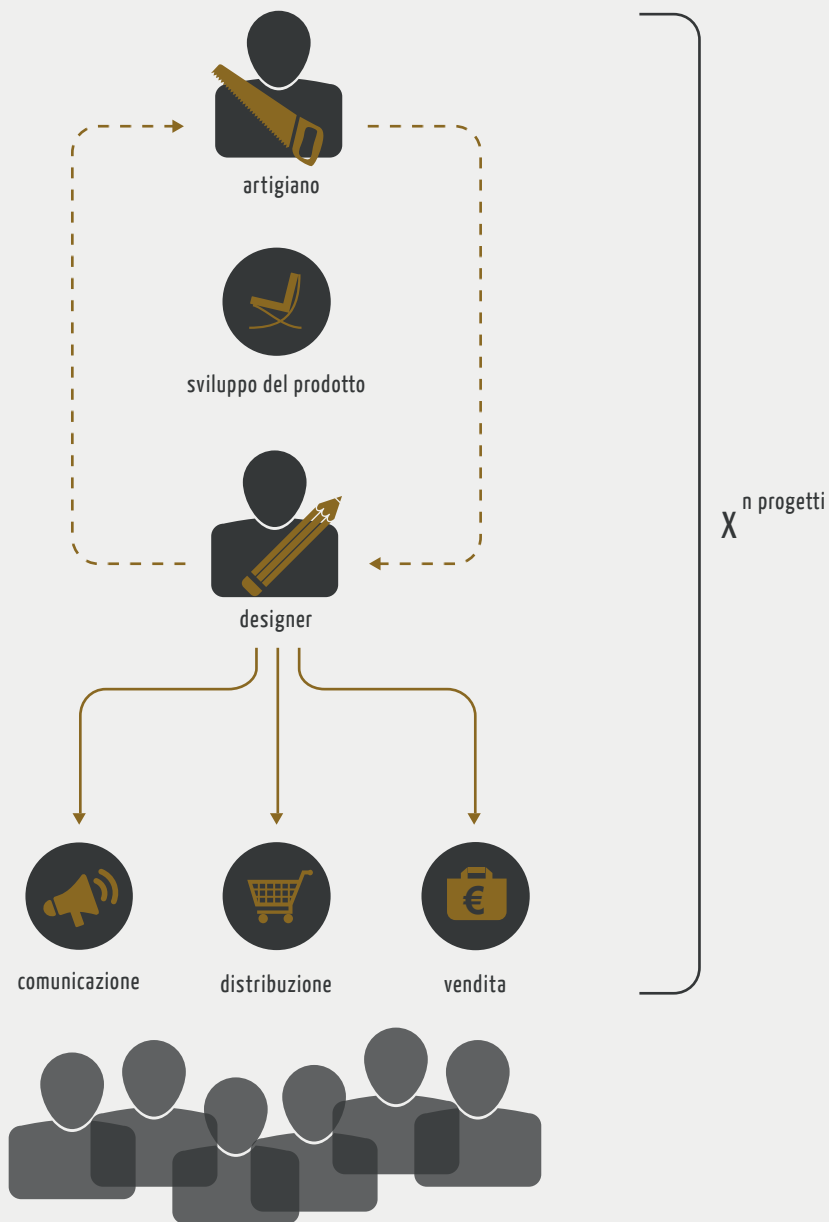 artigiano
sviluppo del prodotto
designer
X n progetti
comunicazione
distribuzione
vendita
€